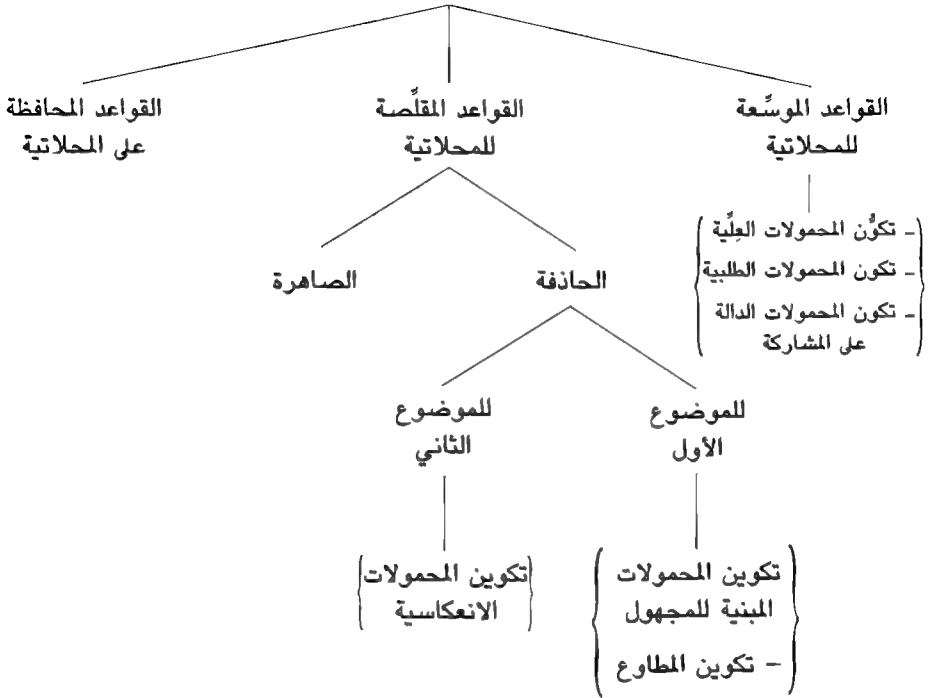 القواعد الموسِّعة
للمحلاتية
القواعد المقلِّصة
للمحلاتية
القواعد المحافظة
على المحلاتية
ـ تكوُّن المحمولات العِلِّية
ـ تكون المحمولات الطلبية
ـ تكون المحمولات الدالة
على المشاركة
الحاذفة
الصاهرة
للموضوع
الأول
للموضوع
الثاني
تكوين المحمولات
المبنية للمجهول
– تكوين المطاوع
تكوين المحمولات
الانعكاسية